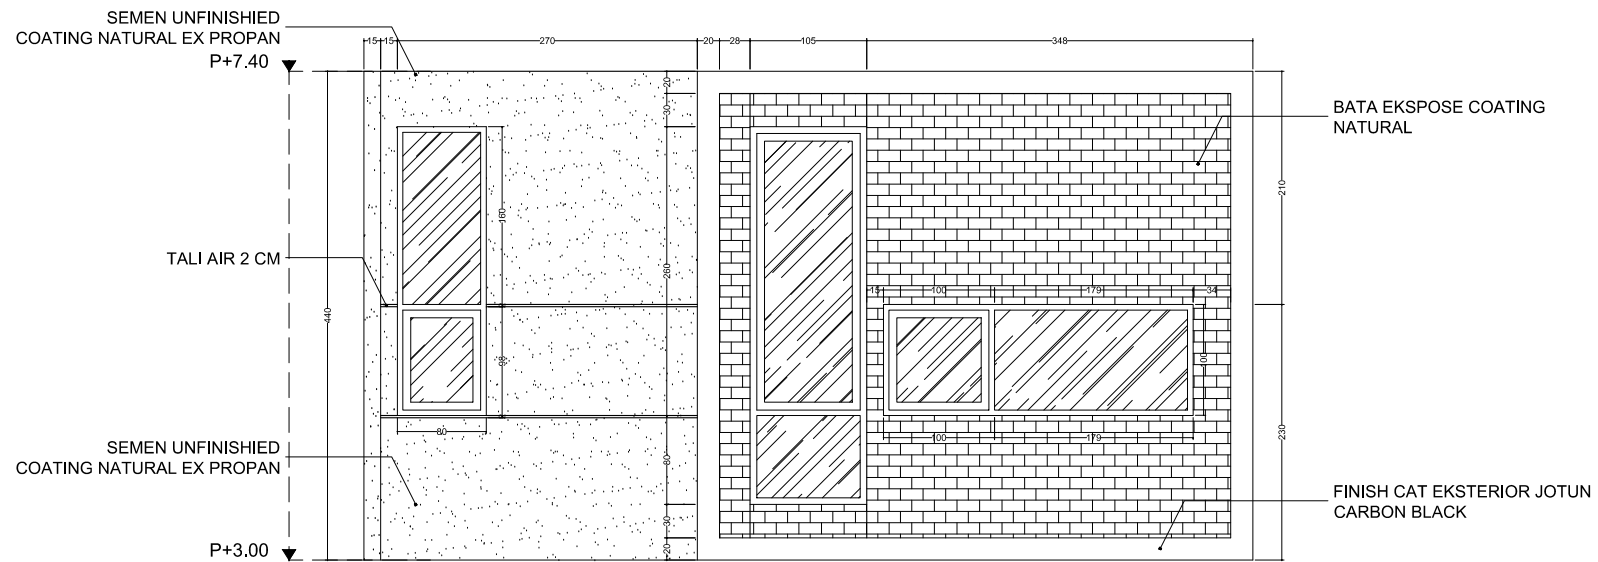 SEMEN UNFINISHIED
COATING NATURAL EX PROPAN
P+7.40
15
15
270
20
28
105
348
20
30
BATA EKSPOSE COATING
NATURAL
160
210
TALI AIR 2 CM
260
440
15
100
179
34
98
100
80
100
179
230
SEMEN UNFINISHIED
COATING NATURAL EX PROPAN
80
30
FINISH CAT EKSTERIOR JOTUN
CARBON BLACK
P+3.00
20